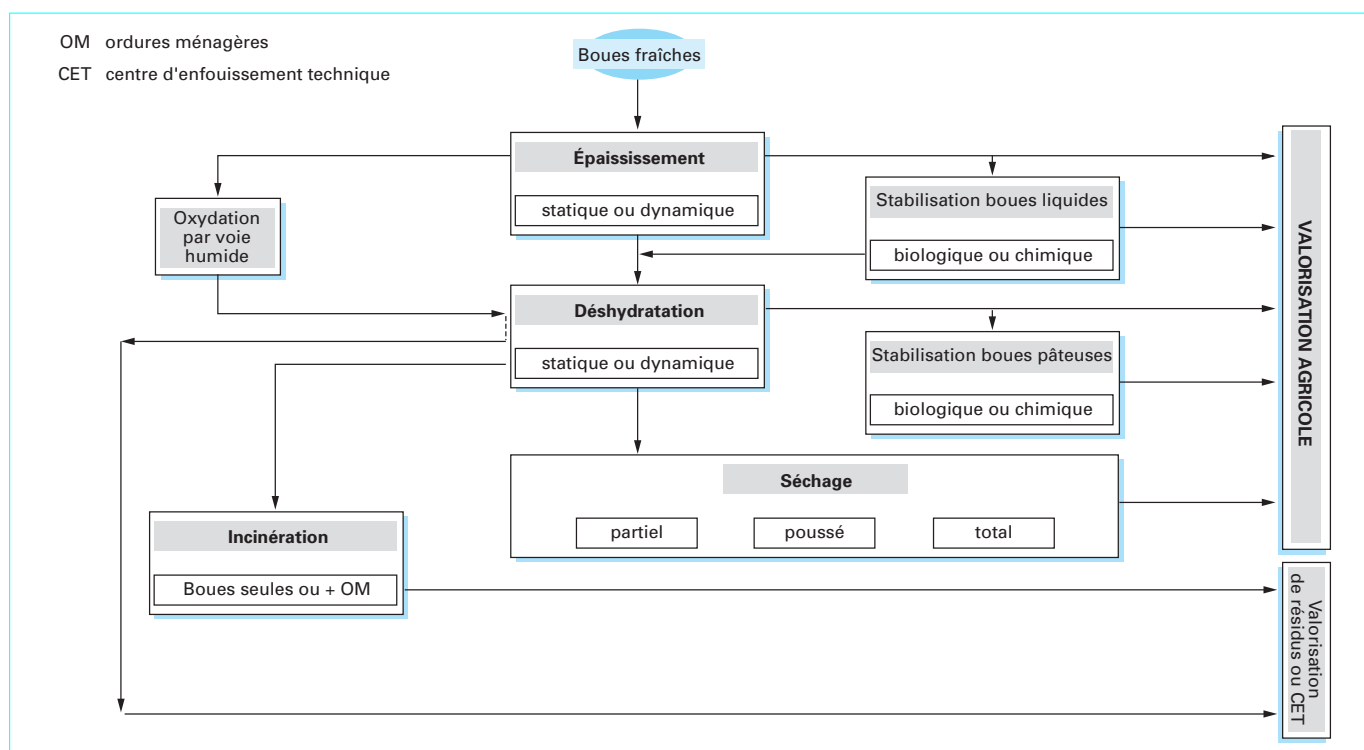 OM ordures ménagères
CET centre d'enfouissement technique
Boues fraîches
Épaississement
statique ou dynamique
Oxydation
par voie
humide
Stabilisation boues liquides
biologique ou chimique
Déshydratation
statique ou dynamique
Stabilisation boues pâteuses
biologique ou chimique
Séchage
partiel
poussé
total
Incinération
Boues seules ou + OM
VALORISATION AGRICOLE
Valorisation
de résidus ou CET